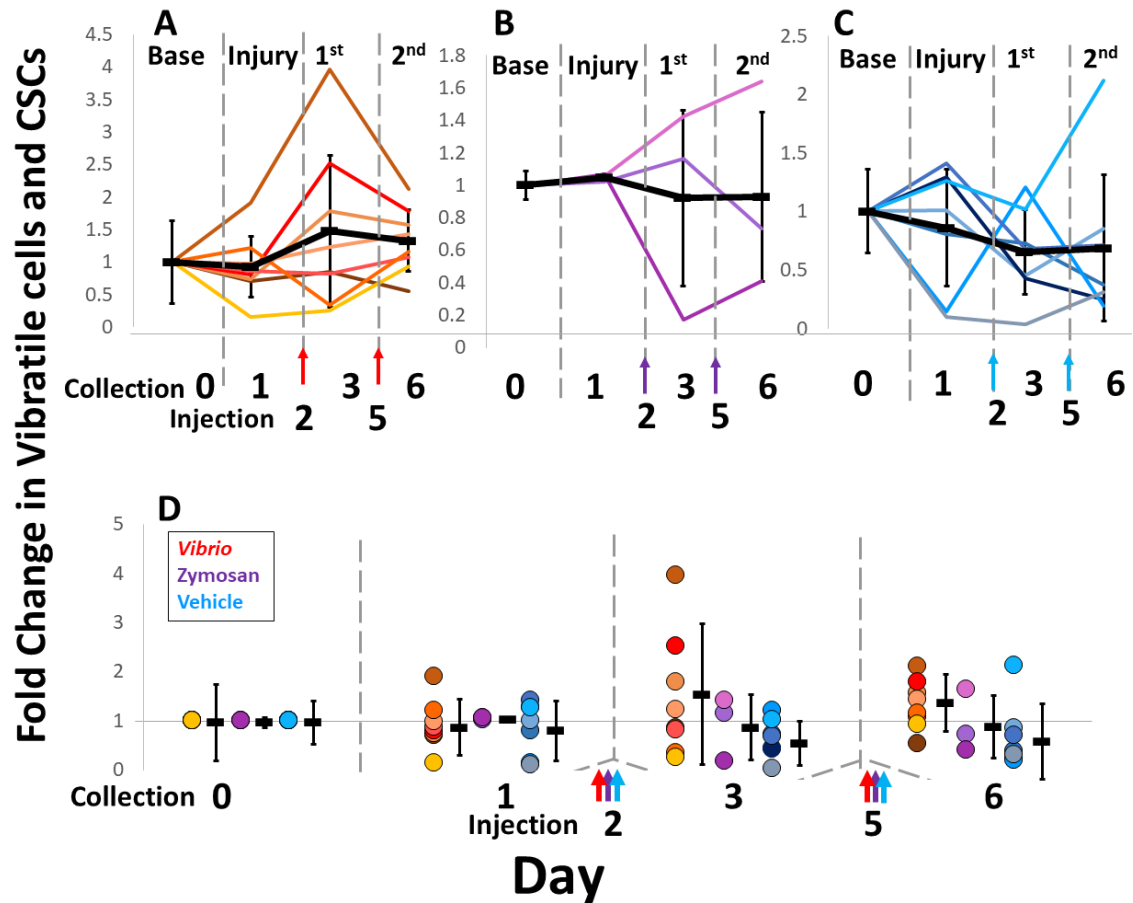 Fold Change in Vibratile cells and CSCs
A
Base Injury 1st 2nd
4.5
4
3.5
3
2.5
2
1.5
1
0.5
0
B
Base Injury 1st 2nd
1.8
1.6
1.4
1.2
1
0.8
0.6
0.4
0.2
0
C
Base Injury 1st 2nd
2.5
2
1.5
1
0.5
0
Collection 0 1 3 6 0 1 3 6 0 1 3 6
Injection 2 5 2 5 2 5
D
5
4
3
2
1
0
Vibrio
Zymosan
Vehicle
Collection 0 1 3 6
Injection 2 5
Day